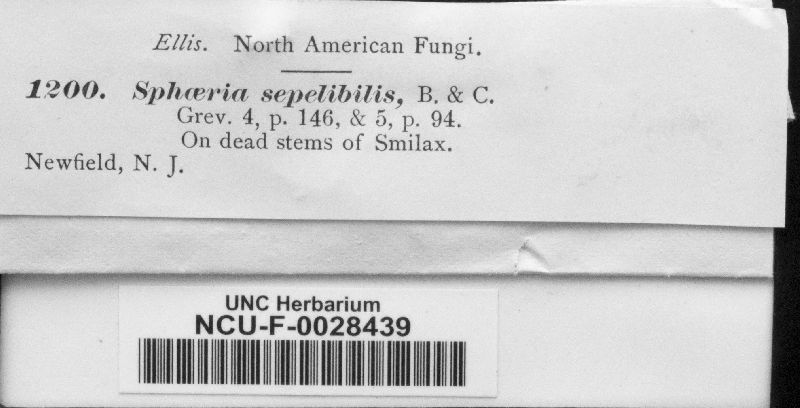 Ellis. North American Fungi.
1200. Sphæria sepelibilis, B. & C.
Grev. 4, p. 146, & 5, p. 94.
On dead stems of Smilax.
Newfield, N. J.
UNC Herbarium
NCU-F-0028439